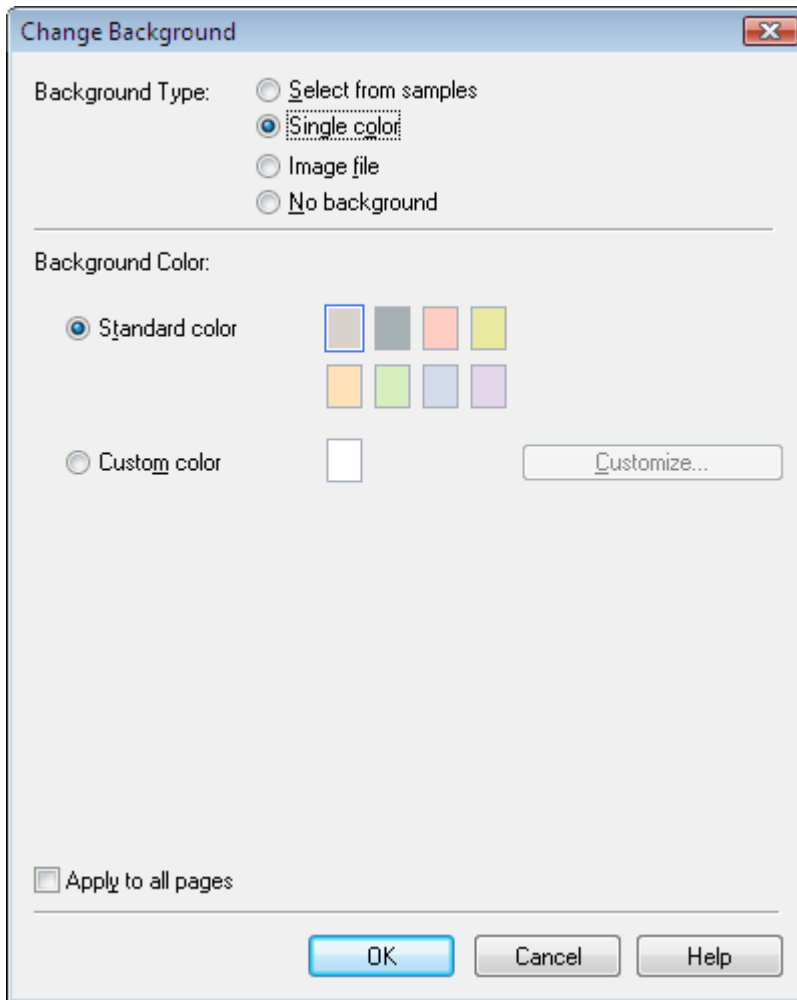 Change Background
Background Type:
Select from samples
Single color
Image file
No background
Background Color:
Standard color
Custom color
Customize...
Apply to all pages
OK
Cancel
Help